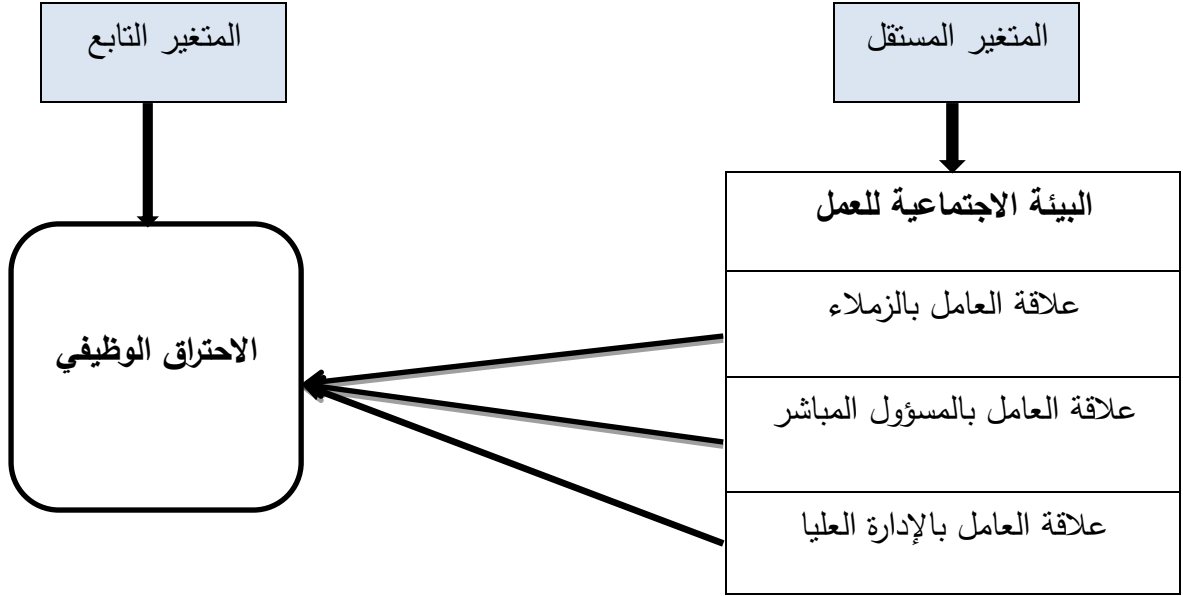 المتغير المستقل
المتغير التابع
البيئة الاجتماعية للعمل
علاقة العامل بالزملاء
علاقة العامل بالمسؤول المباشر
علاقة العامل بالإدارة العليا
الاحتراق الوظيفي